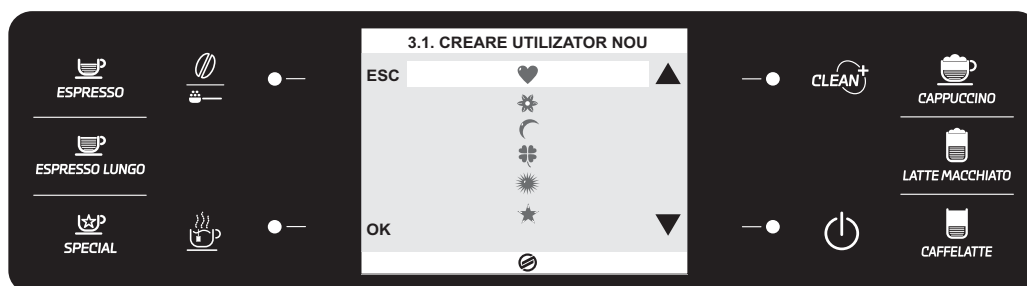 3.1. CREARE UTILIZATOR NOU
ESC
OK
ESPRESSO
ESPRESSO LUNGO
SPECIAL
CLEAN+
CAPPUCCINO
LATTE MACCHIATO
CAFFELATTE